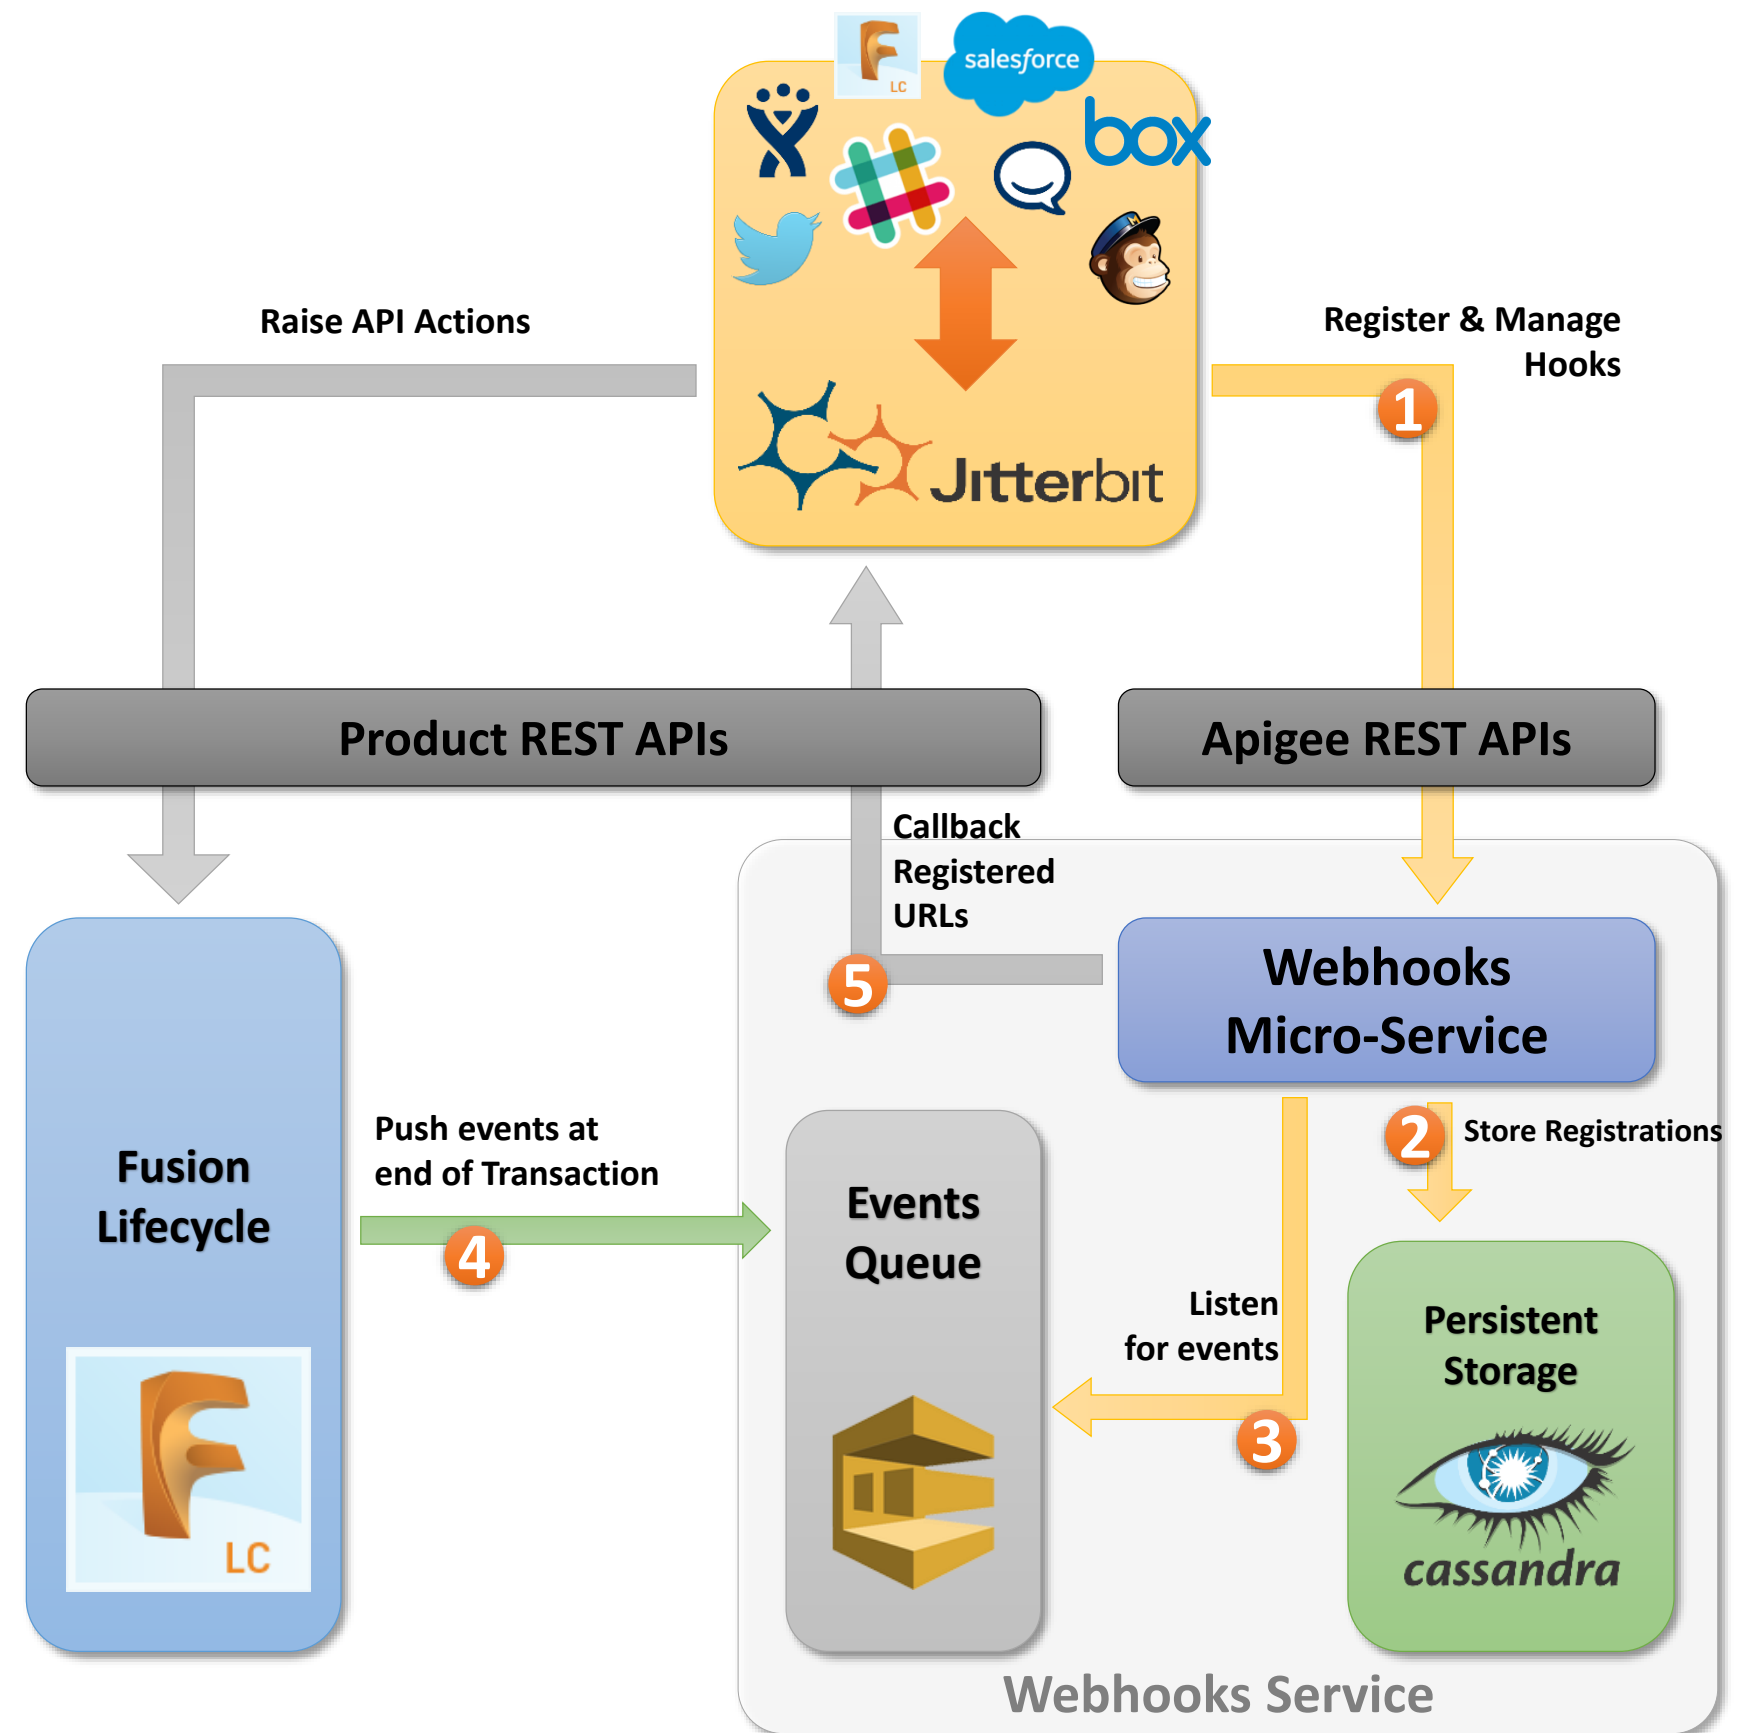 LC
salesforce
box
Jitterbit
Raise API Actions
Register & Manage
Hooks
1
Product REST APIs
Apigee REST APIs
Callback
Registered
URLs
5
Webhooks
Micro-Service
Fusion
Lifecycle
LC
Push events at
end of Transaction
4
Events
Queue
2
Store Registrations
Listen
for events
3
Persistent
Storage
cassandra
Webhooks Service